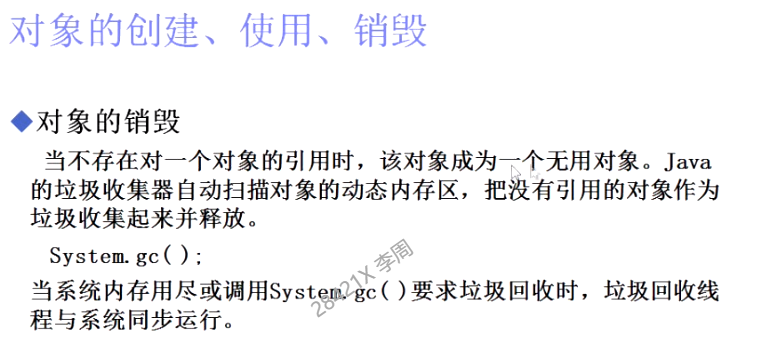 对象的创建、使用、销毁
◆对象的销毁
当不存在对一个对象的引用时，该对象成为一个无用对象。Java
的垃圾收集器自动扫描对象的动态内存区，把没有引用的对象作为
垃圾收集起来并释放。
System.gc( );
当系统内存用尽或调用System.gc( )要求垃圾回收时，垃圾回收线
程与系统同步运行。
28421X 李周